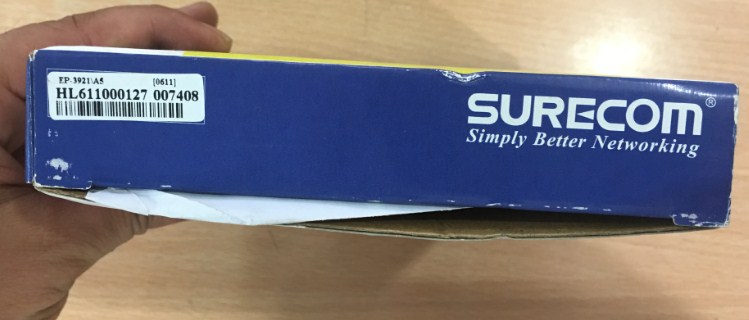 EP-3921\A5 [0611]
HL611000127 007408
SURECOM®
Simply Better Networking